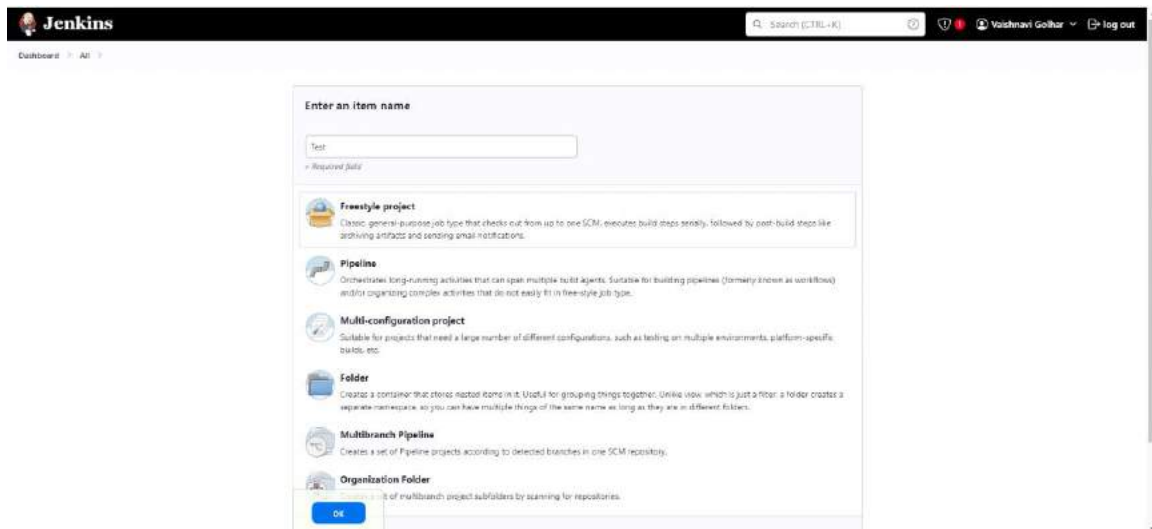 Jenkins
Search (CTRL+K)
1
Vaishnavi Golhar
log out
Dashboard > All >
Enter an item name
Test
» Required field
Freestyle project
Classic, general-purpose job type that checks out from up to one SCM, executes build steps serially, followed by post-build steps like
archiving artifacts and sending email notifications.
Pipeline
Orchestrates long-running activities that can span multiple build agents. Suitable for building pipelines (formerly known as workflows)
and/or organizing complex activities that do not easily fit in free-style job type.
Multi-configuration project
Suitable for projects that need a large number of different configurations, such as testing on multiple environments, platform-specific
builds, etc.
Folder
Creates a container that stores nested items in it. Useful for grouping things together. Unlike view, which is just a filter, a folder creates a
separate namespace, so you can have multiple things of the same name as long as they are in different folders.
Multibranch Pipeline
Creates a set of Pipeline projects according to detected branches in one SCM repository.
Organization Folder
set of multibranch project subfolders by scanning for repositories.
OK